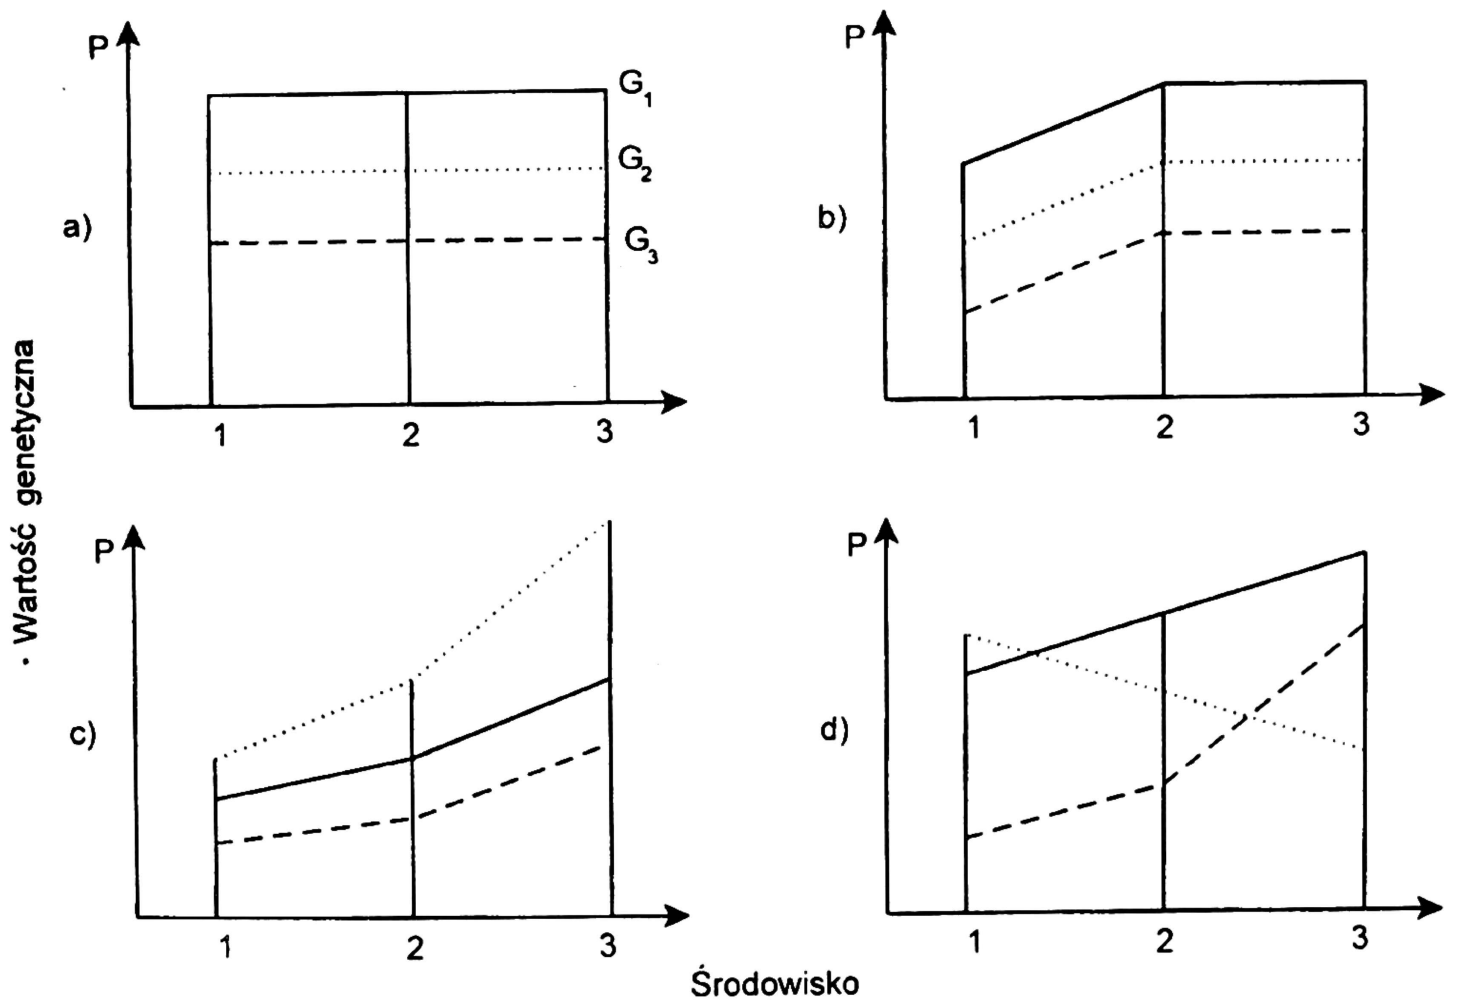 P
G₁
G₂
G₃
a)
1 2 3
P
b)
1 2 3
Wartość genetyczna
P
c)
1 2 3
P
d)
1 2 3
Środowisko